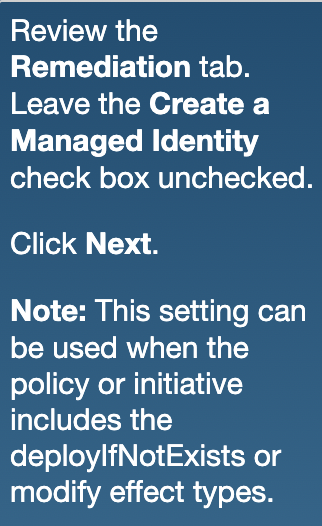 Review the
Remediation tab.
Leave the Create a
Managed Identity
check box unchecked.
Click Next.
Note: This setting can
be used when the
policy or initiative
includes the
deployIfNotExists or
modify effect types.